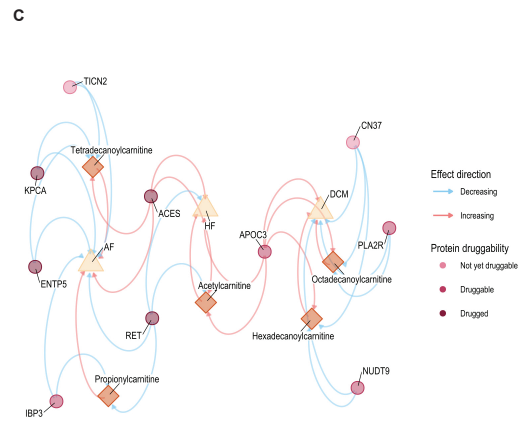 C
TICN2
CN37
Tetradecanoylcarnitine
Effect direction
KPCA
Decreasing
DCM
ACES
Increasing
HF
APOC3
AF
PLA2R
Protein druggability
Not yet druggable
ENTP5
Octadecanoylcarnitine
Acetylcarnitine
Druggable
Drugged
RET
Hexadecanoylcarnitine
NUDT9
Propionylcarnitine
IBP3